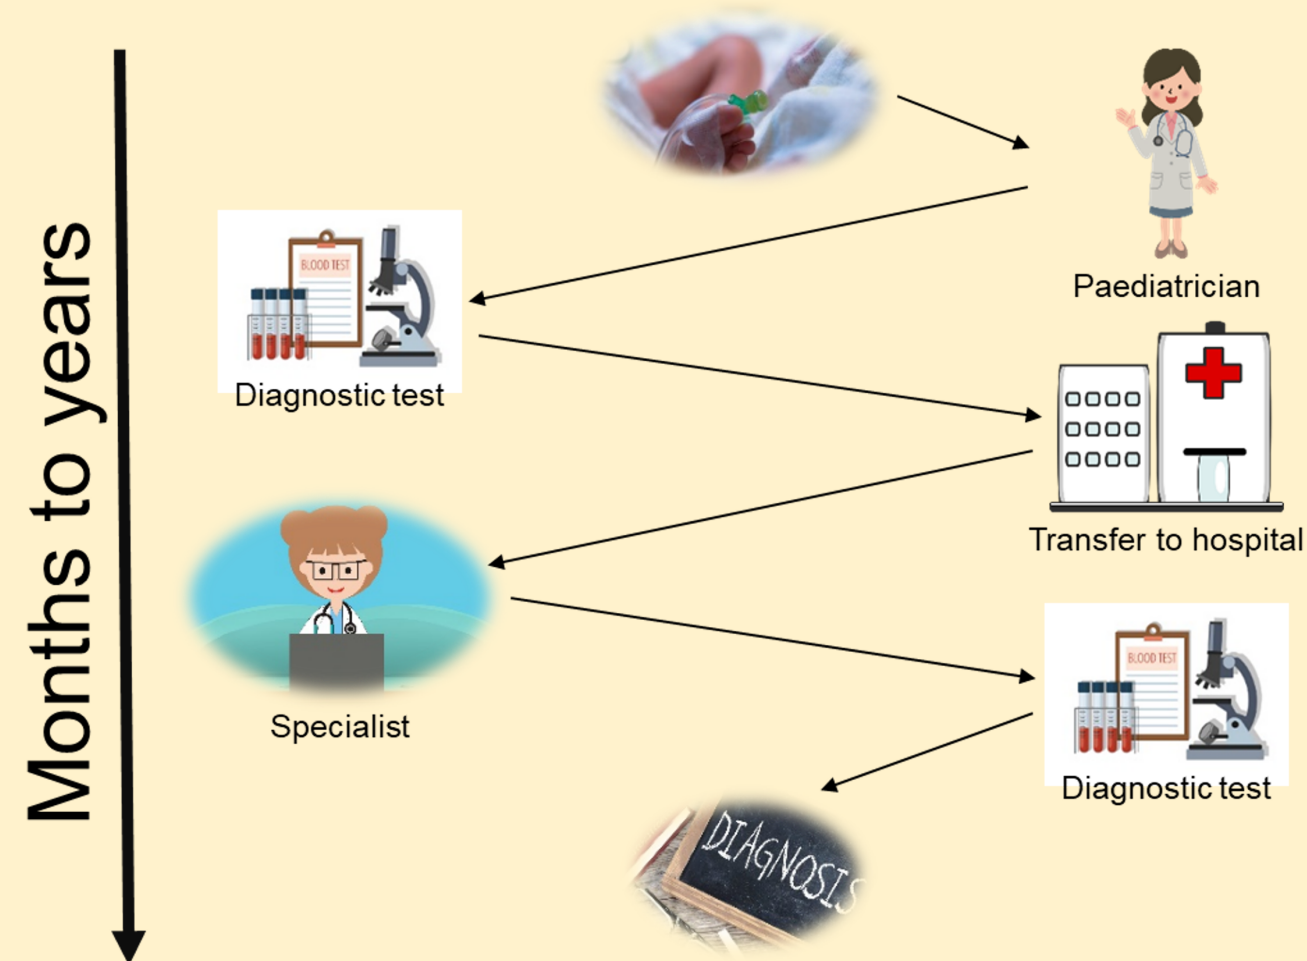 Months to years
Paediatrician
BLOOD TEST
Diagnostic test
Transfer to hospital
Specialist
BLOOD TEST
Diagnostic test
DIAGNOSIS